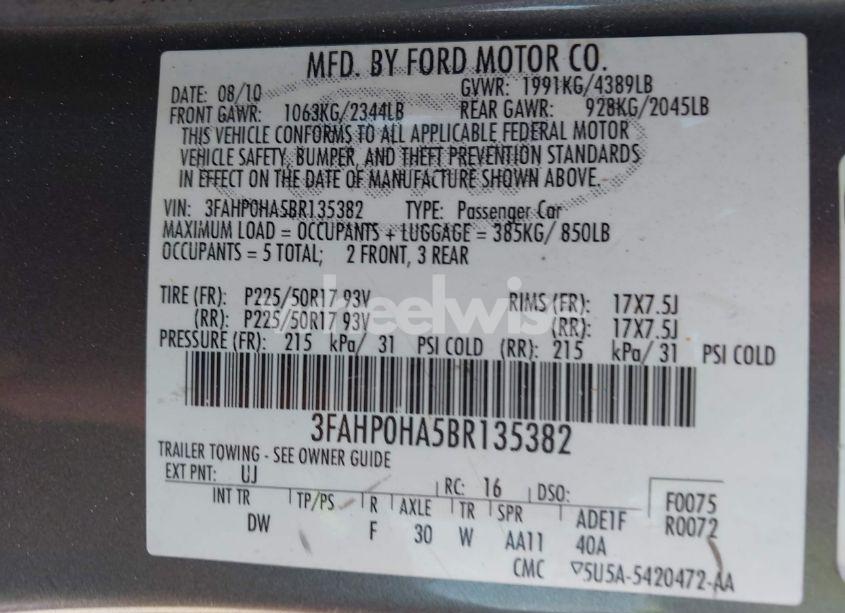 MFD. BY FORD MOTOR CO.
DATE: 08/10 GVWR: 1991KG/4389LB
FRONT GAWR: 1063KG/2344LB REAR GAWR: 928KG/2045LB
THIS VEHICLE CONFORMS TO ALL APPLICABLE FEDERAL MOTOR
VEHICLE SAFETY, BUMPER, AND THEFT PREVENTION STANDARDS
IN EFFECT ON THE DATE OF MANUFACTURE SHOWN ABOVE.
VIN: 3FAHP0HA5BR135382 TYPE: Passenger Car
MAXIMUM LOAD = OCCUPANTS + LUGGAGE = 385KG/ 850LB
OCCUPANTS = 5 TOTAL; 2 FRONT, 3 REAR
TIRE (FR): P225/50R17 93V RIMS (FR): 17X7.5J
(RR): P225/50R17 93V (RR): 17X7.5J
heelwis
PRESSURE (FR): 215 kPa/ 31 PSI COLD (RR): 215 kPa/ 31 PSI COLD
3FAHP0HA5BR135382
TRAILER TOWING - SEE OWNER GUIDE
EXT PNT: UJ RC: 16 DSO: F0075
INT TR TP/PS R AXLE TR SPR ADE1F R0072
DW F 30 W AA11 40A
CMC ▽5U5A-5420472-AA